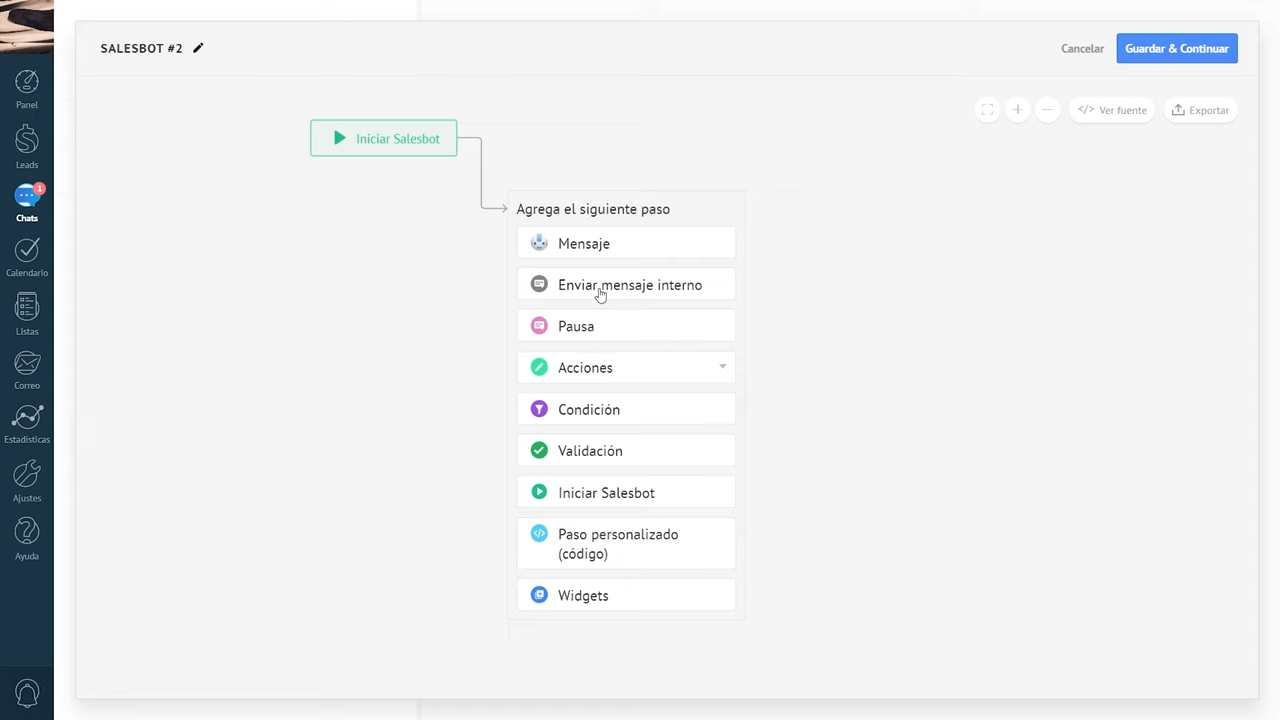 SALESBOT #2
Cancelar
Guardar & Continuar
Panel
Leads
1
Chats
Calendario
Listas
Correo
Estadísticas
Ajustes
Ayuda
</> Ver fuente
Exportar
Iniciar Salesbot
Agrega el siguiente paso
Mensaje
Enviar mensaje interno
Pausa
Acciones
Condición
Validación
Iniciar Salesbot
Paso personalizado
(código)
Widgets